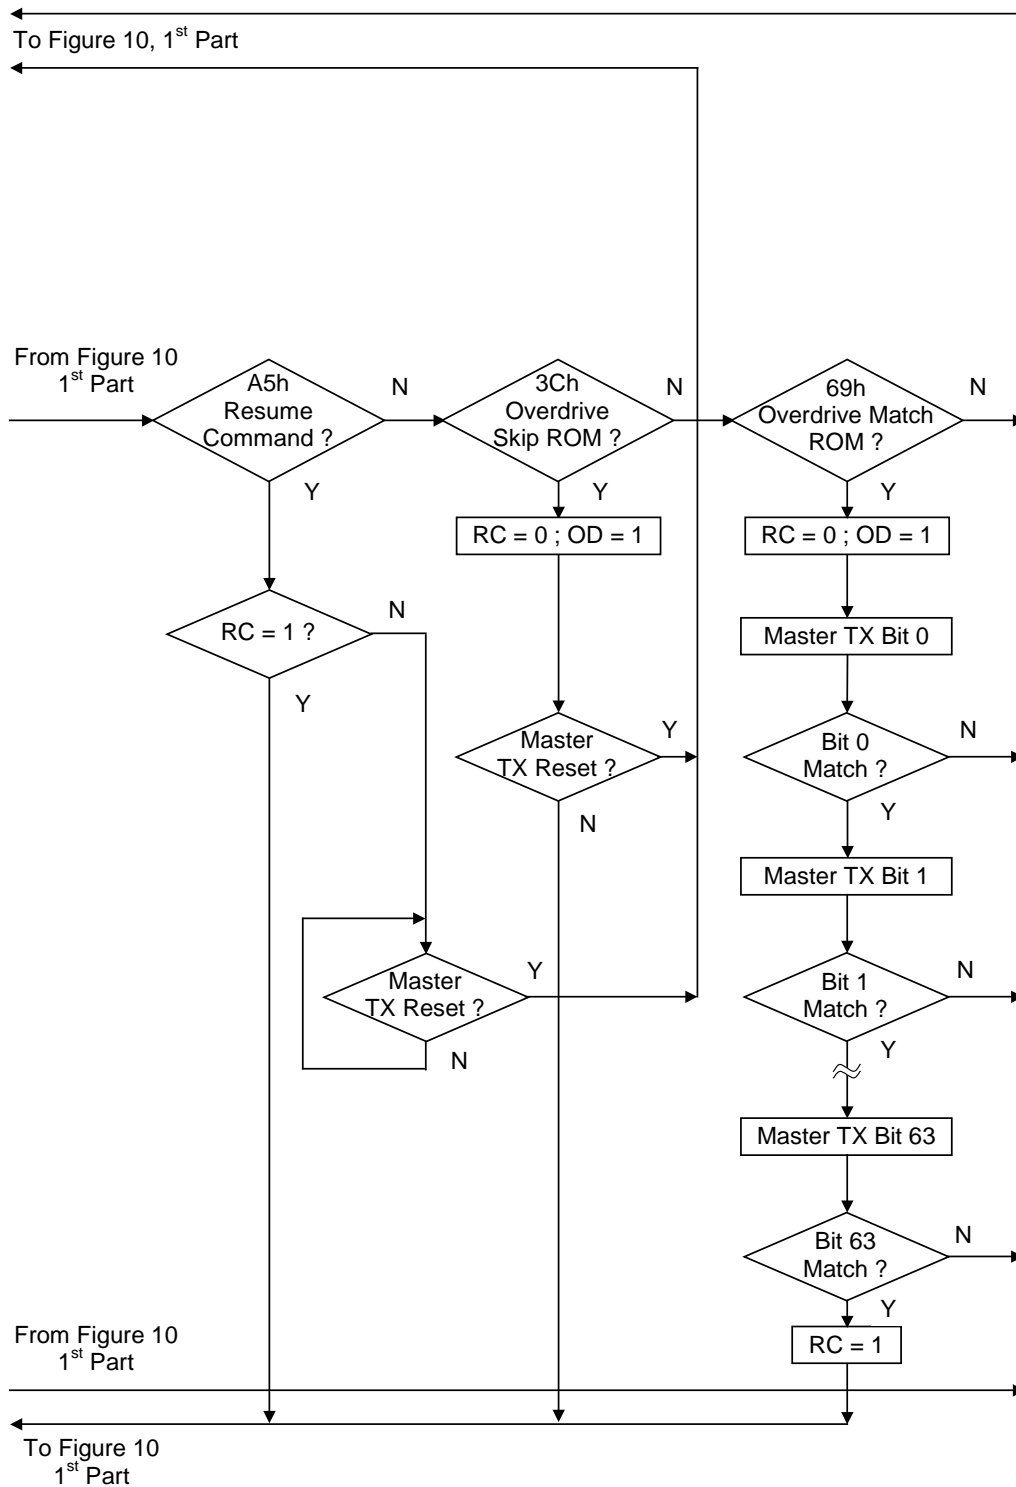 To Figure 10, 1st Part
From Figure 10
1st Part
A5h
Resume
Command ?
N
Y
3Ch
Overdrive
Skip ROM ?
N
Y
69h
Overdrive Match
ROM ?
N
Y
RC = 0 ; OD = 1
RC = 0 ; OD = 1
RC = 1 ?
N
Y
Master TX Bit 0
Master
TX Reset ?
Y
N
Bit 0
Match ?
N
Y
Master TX Bit 1
Master
TX Reset ?
Y
N
Bit 1
Match ?
N
Y
Master TX Bit 63
Bit 63
Match ?
N
Y
RC = 1
From Figure 10
1st Part
To Figure 10
1st Part